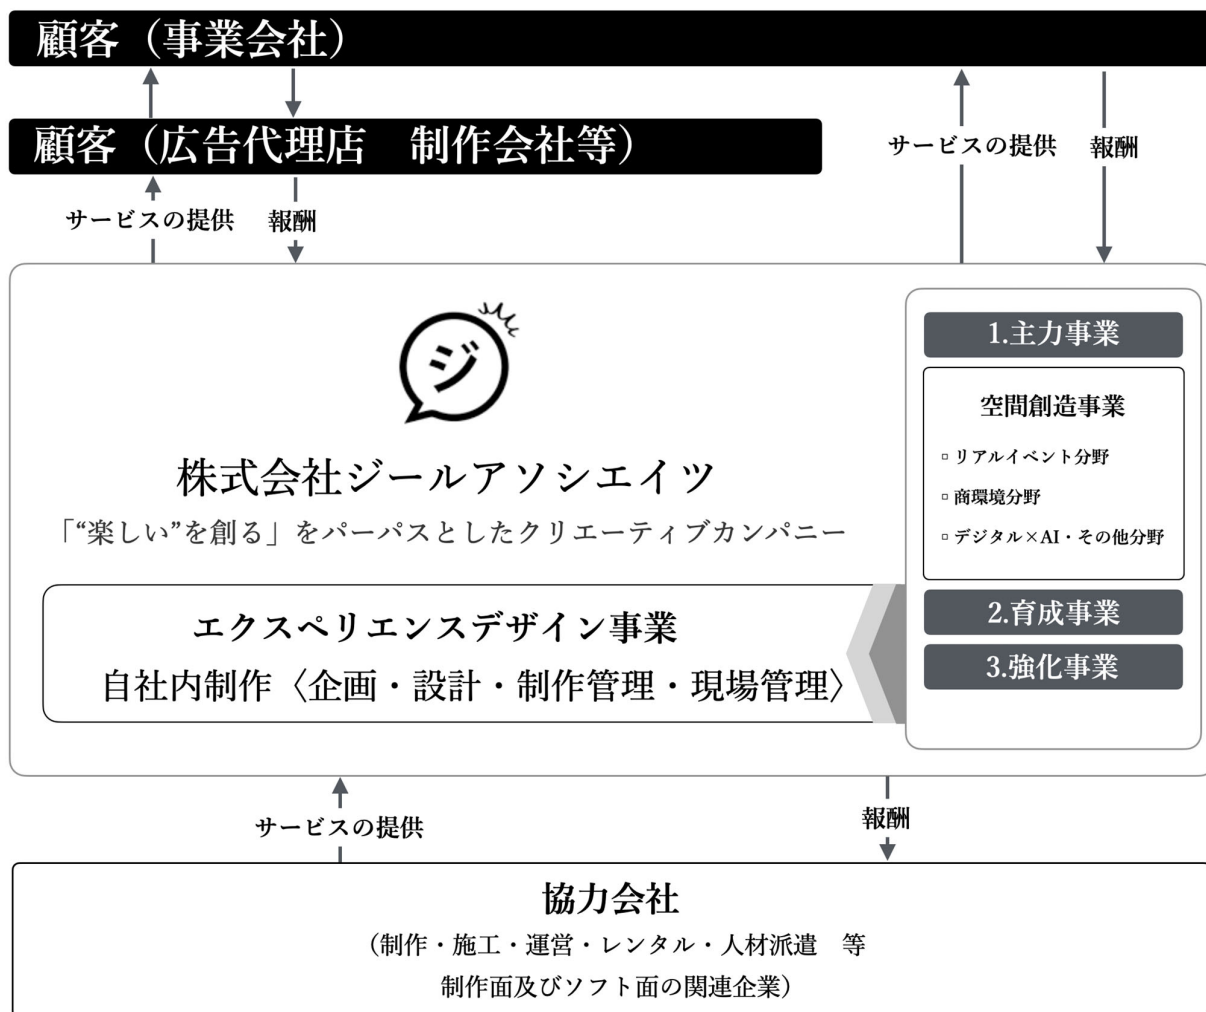 顧客（事業会社）
顧客（広告代理店　制作会社等）
サービスの提供
報酬
サービスの提供
報酬
ジ
株式会社ジールアソシエイツ
「“楽しい”を創る」をパーパスとしたクリエーティブカンパニー
エクスペリエンスデザイン事業
自社内制作〈企画・設計・制作管理・現場管理〉
1.主力事業
空間創造事業
▫ リアルイベント分野
▫ 商環境分野
▫ デジタル×AI・その他分野
2.育成事業
3.強化事業
サービスの提供
報酬
協力会社
（制作・施工・運営・レンタル・人材派遣　等
制作面及びソフト面の関連企業）